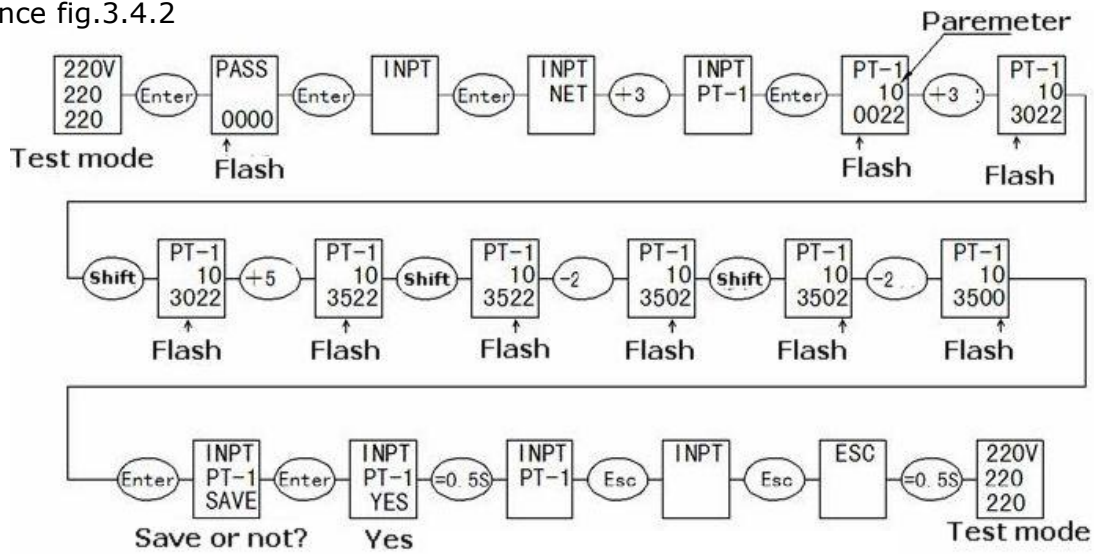 nce fig.3.4.2
Paremeter
220V
220
220
Enter
PASS
0000
Enter
INPT
Enter
INPT
NET
+3
INPT
PT-1
Enter
PT-1
10
0022
+3
PT-1
10
3022
Test mode
Flash
Flash
Flash
Shift
PT-1
10
3022
+5
PT-1
10
3522
Shift
PT-1
10
3522
-2
PT-1
10
3502
Shift
PT-1
10
3502
-2
PT-1
10
3500
Flash
Flash
Flash
Flash
Flash
Flash
Enter
INPT
PT-1
SAVE
Enter
INPT
PT-1
YES
=0.5S
INPT
PT-1
Esc
INPT
Esc
ESC
=0.5S
220V
220
220
Save or not?
Yes
Test mode